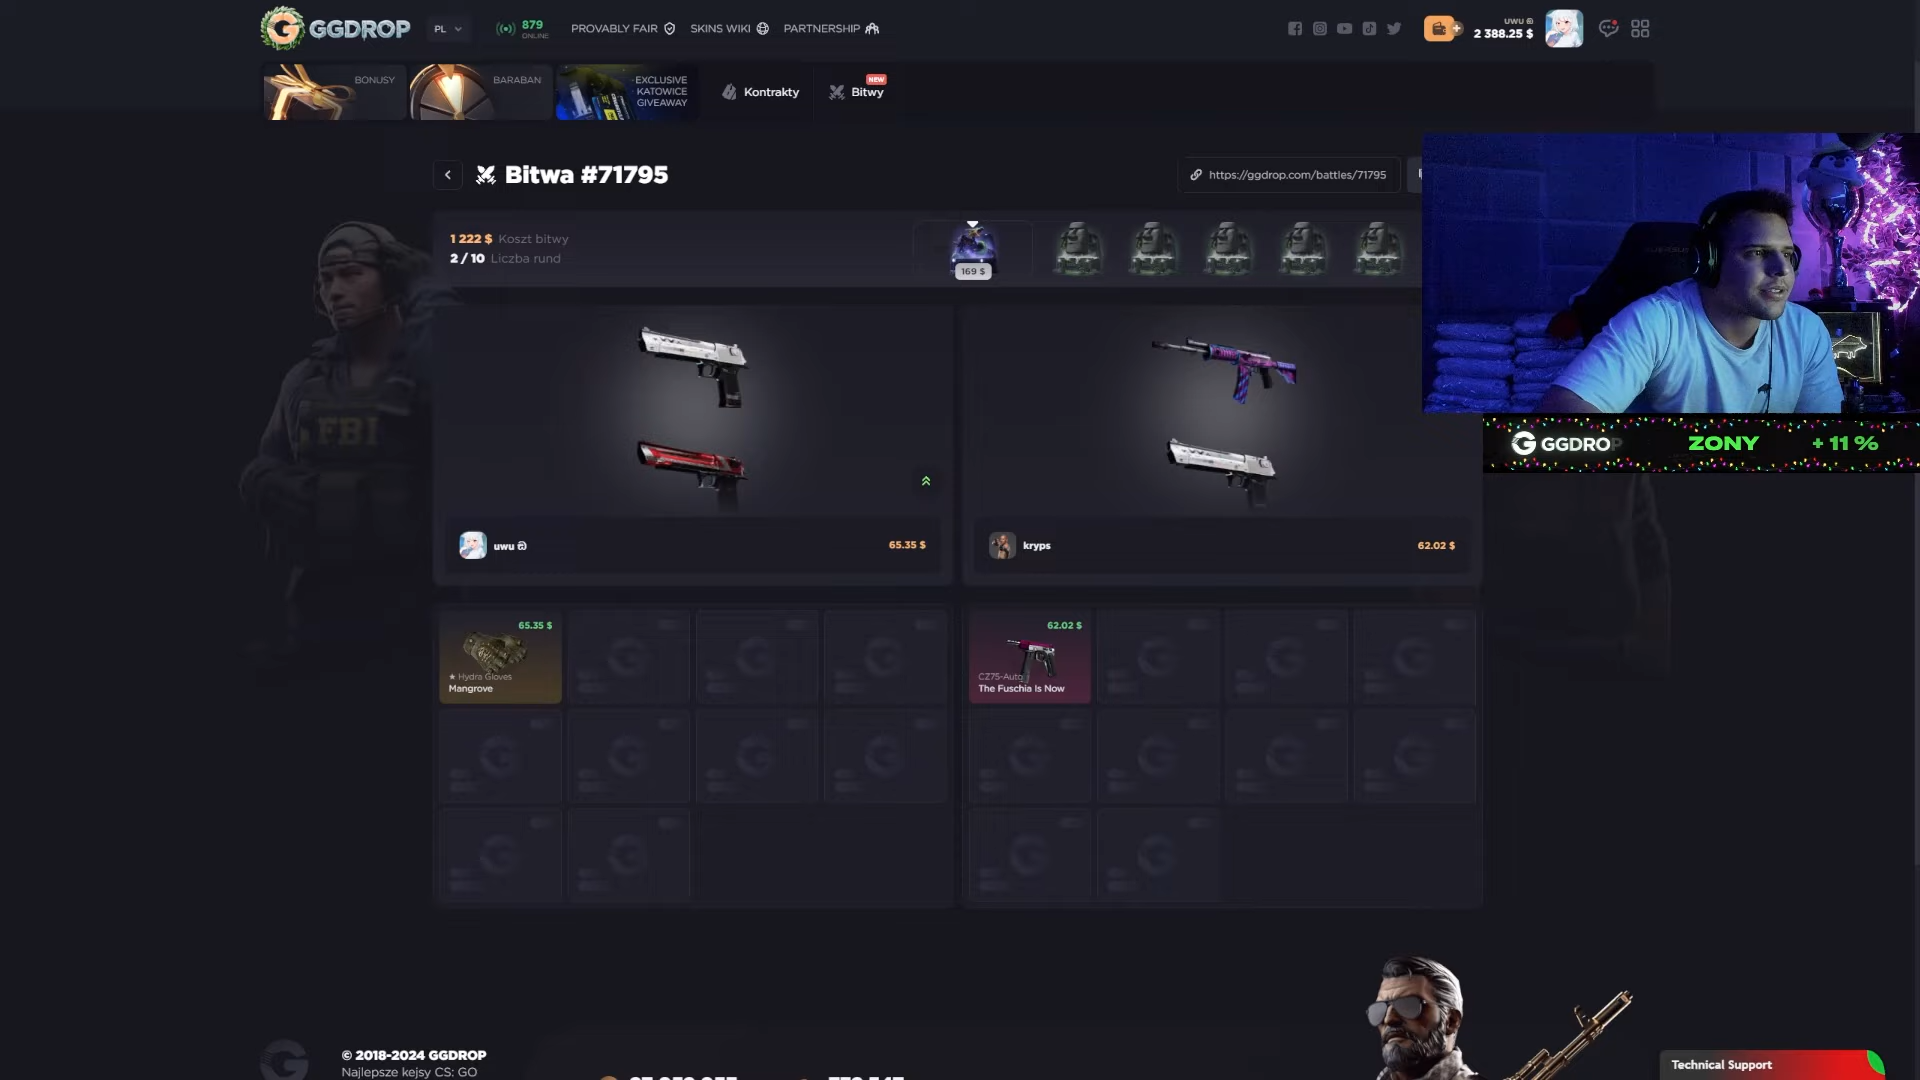 GGDROP
PL
879
ONLINE
PROVABLY FAIR
SKINS WIKI
PARTNERSHIP
UWU
2 388.25 $
BONUSY
BARABAN
EXCLUSIVE
KATOWICE
GIVEAWAY
Kontrakty
NEW
Bitwy
Bitwa #71795
https://ggdrop.com/battles/71795
1 222 $ Koszt bitwy
2 / 10 Liczba rund
169 $
FBI
GGDROP
ZONY
+ 11 %
uwu
65.35 $
kryps
62.02 $
65.35 $
★ Hydra Gloves
Mangrove
62.02 $
CZ75-Auto
The Fuschia Is Now
© 2018-2024 GGDROP
Najlepsze kejsy CS: GO
Technical Support